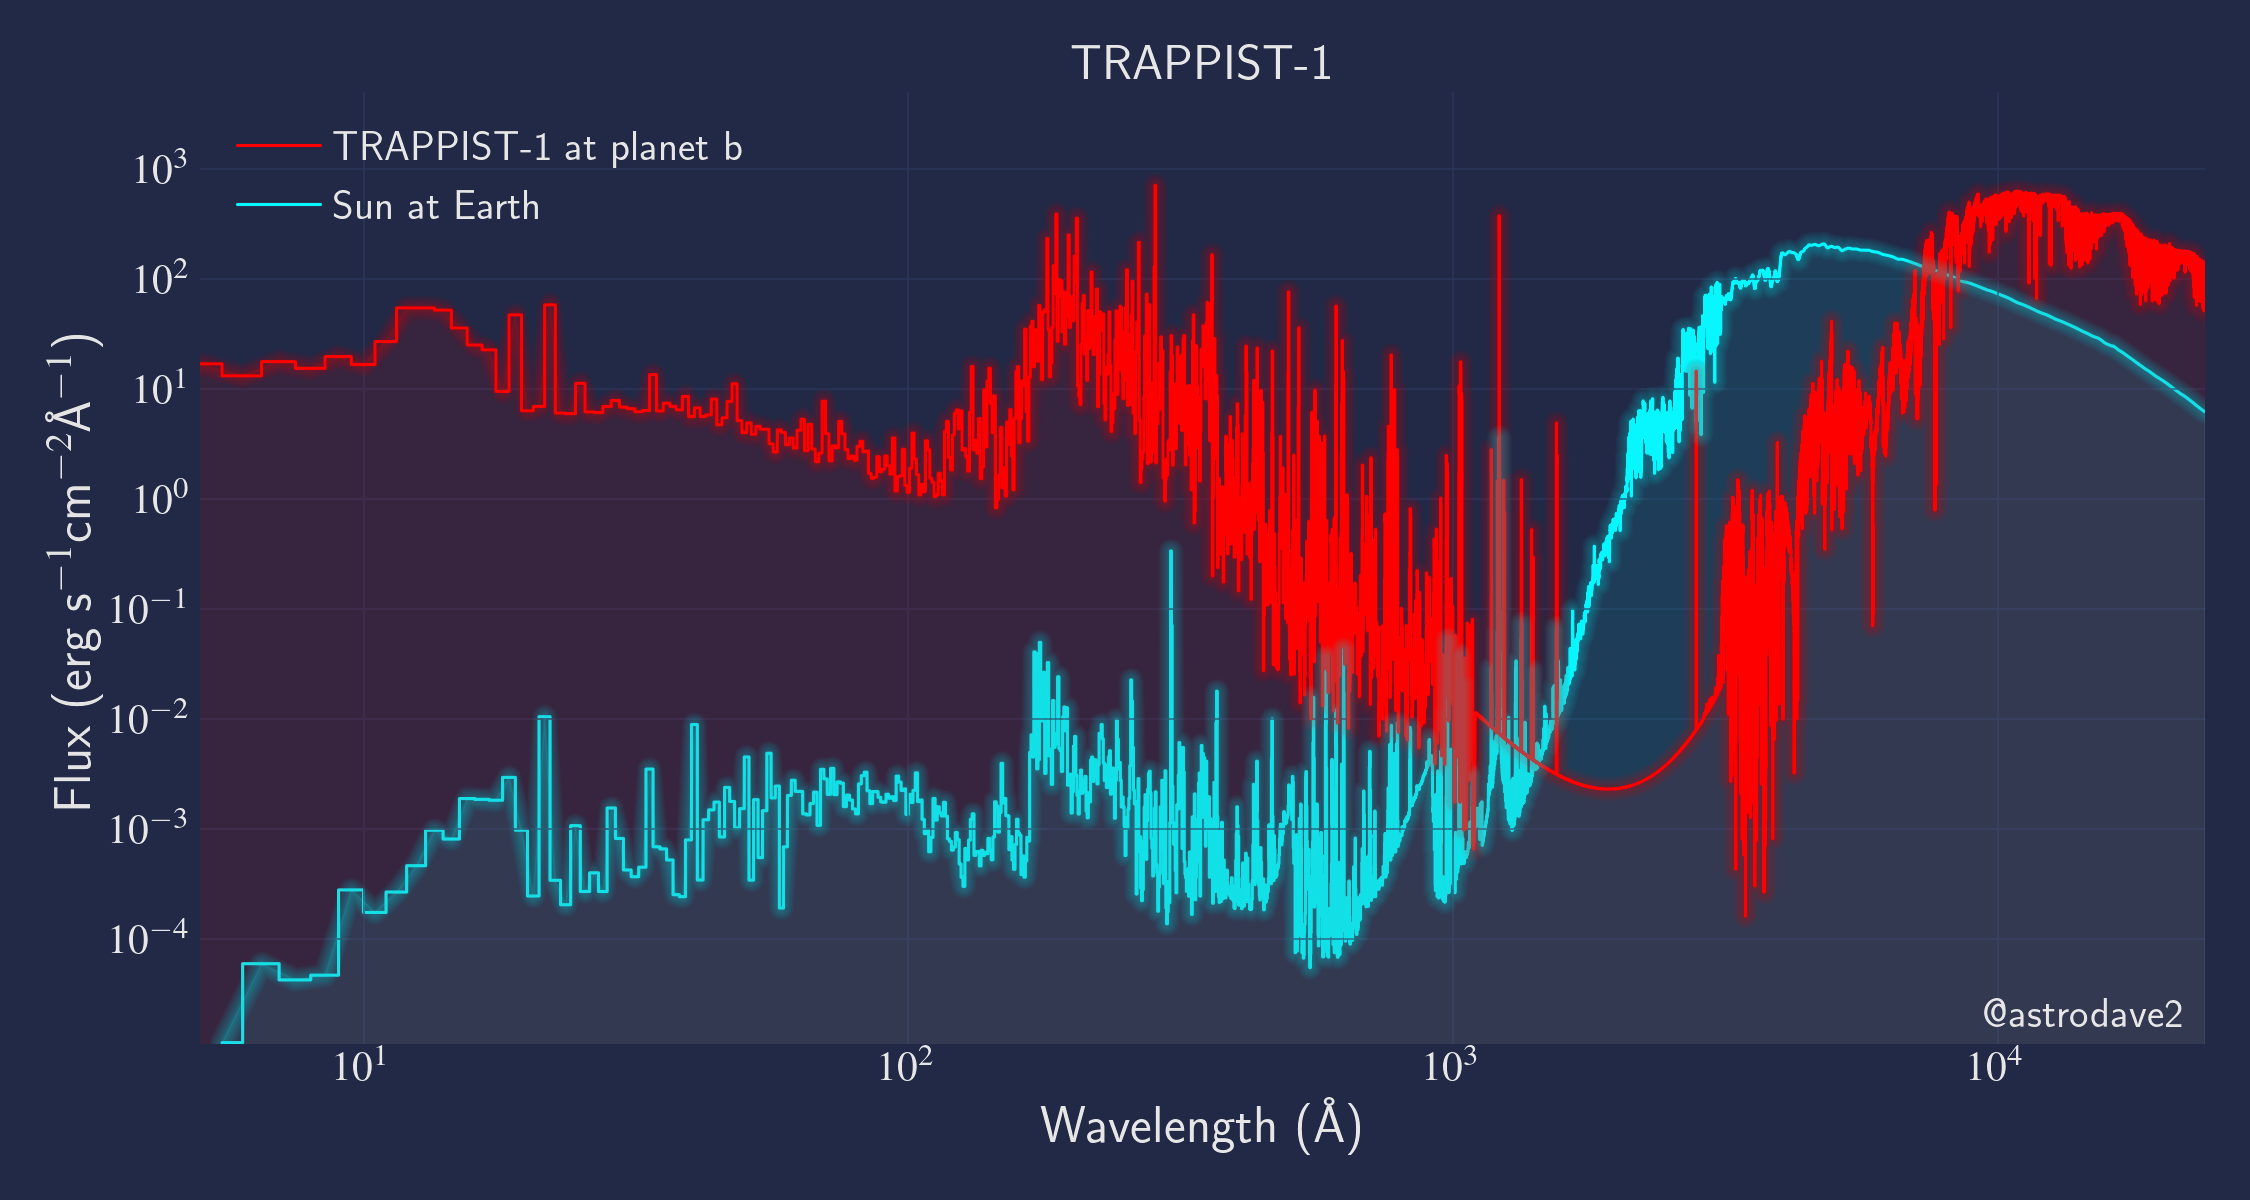 TRAPPIST-1
TRAPPIST-1 at planet b
Sun at Earth
10³
10²
10¹
10⁰
10⁻¹
10⁻²
10⁻³
10⁻⁴
Flux (erg s⁻¹cm⁻²Å⁻¹)
@astrodave2
10¹ 10² 10³ 10⁴
Wavelength (Å)